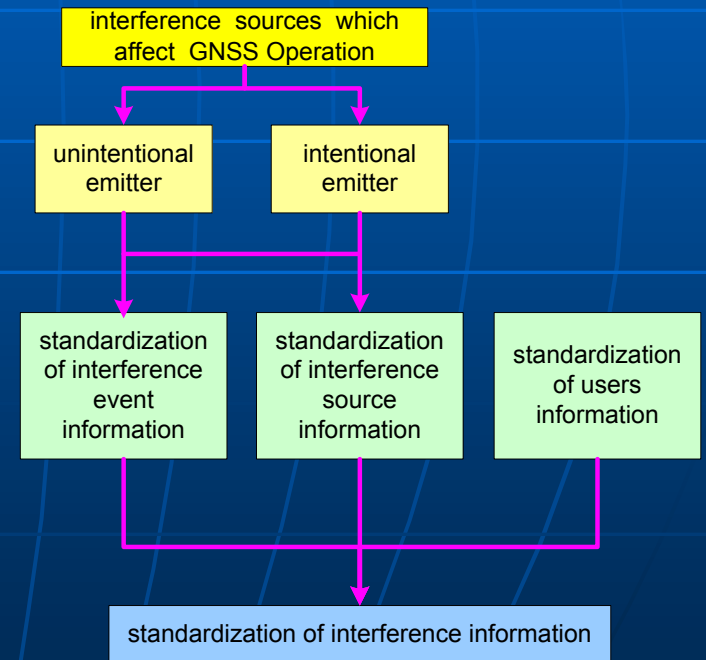 interference sources which
affect GNSS Operation
unintentional
emitter
intentional
emitter
standardization
of interference
event
information
standardization
of interference
source
information
standardization
of users
information
standardization of interference information